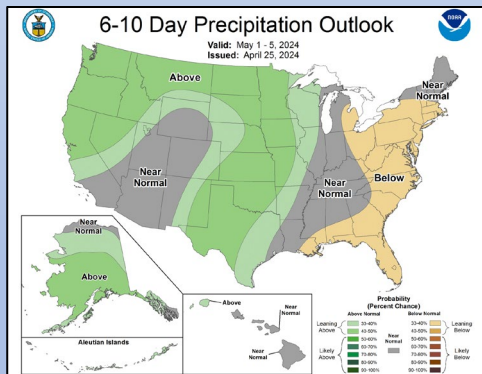 6-10 Day Precipitation Outlook
Valid: May 1 - 5, 2024
Issued: April 25, 2024
NOAA
Above
Near
Normal
Near
Normal
Near
Normal
Below
Near
Normal
Above
Aleutian Islands
Above
Near
Normal
Near
Normal
Probability
(Percent Chance)
Above Normal
Below Normal
Leaning
Above
Likely
Above
33-40%
40-50%
50-60%
60-70%
70-80%
80-90%
90-100%
Near
Normal
33-40%
40-50%
50-60%
60-70%
70-80%
80-90%
90-100%
Leaning
Below
Likely
Below